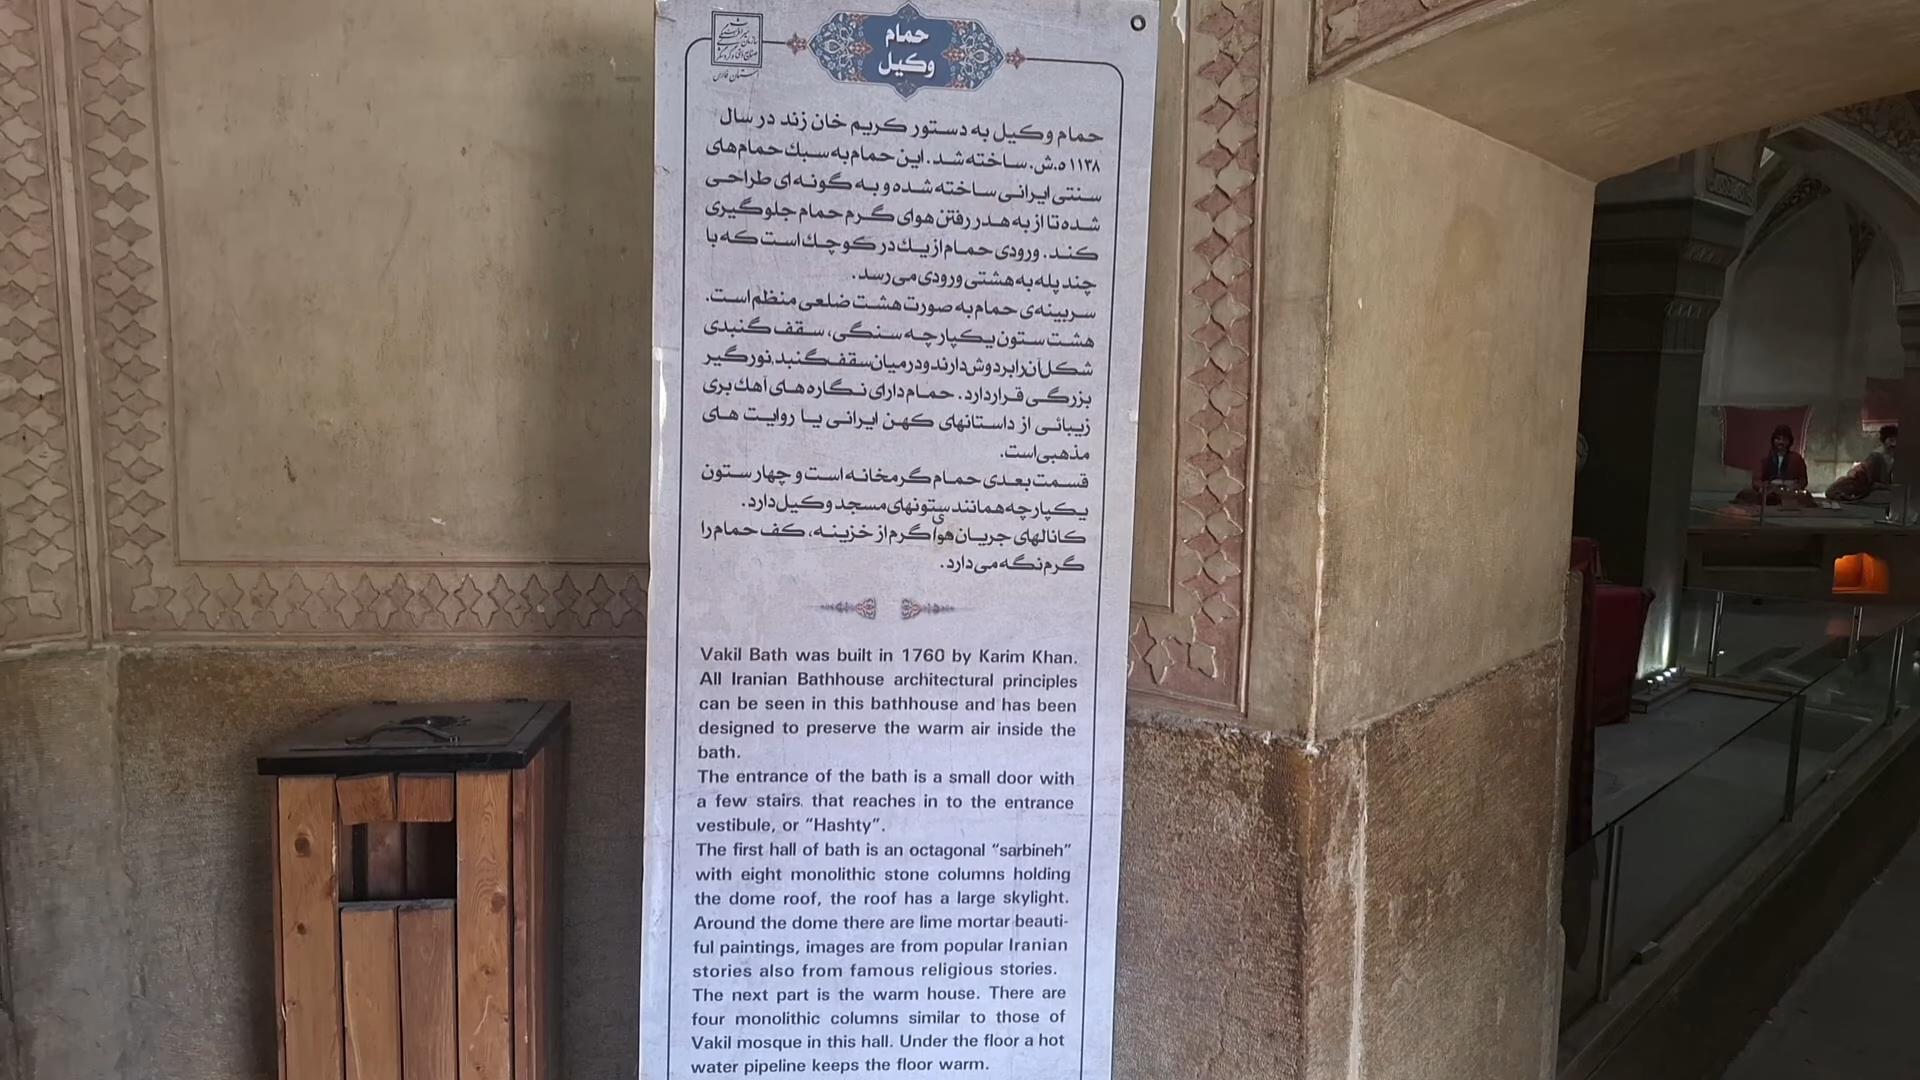 سازمان میراث فرهنگی
صنایع دستی و گردشگری
استان فارس
حمام
وکیل
حمام وکیل به دستور کریم خان زند در سال
۱۱۳۸ ه.ش. ساخته شد. این حمام به سبک حمام‌های
سنتی ایرانی ساخته شده و به گونه ای طراحی
شده تا از به هدر رفتن هوای گرم حمام جلوگیری
کند. ورودی حمام از یک در کوچک است که با
چند پله به هشتی ورودی می رسد.
سربینه‌ی حمام به صورت هشت ضلعی منظم است.
هشت ستون یکپارچه سنگی، سقف گنبدی
شکل آن را بر دوش دارند و در میان سقف گنبد، نورگیر
بزرگی قرار دارد. حمام دارای نگاره های آهک بری
زیبائی از داستانهای کهن ایرانی یا روایت های
مذهبی است.
قسمت بعدی حمام گرمخانه است و چهار ستون
یکپارچه همانند ستونهای مسجد وکیل دارد.
کانالهای جریان هوای گرم از خزینه، کف حمام را
گرم نگه می دارد.
Vakil Bath was built in 1760 by Karim Khan.
All Iranian Bathhouse architectural principles
can be seen in this bathhouse and has been
designed to preserve the warm air inside the
bath.
The entrance of the bath is a small door with
a few stairs that reaches in to the entrance
vestibule, or “Hashty”.
The first hall of bath is an octagonal “sarbineh”
with eight monolithic stone columns holding
the dome roof, the roof has a large skylight.
Around the dome there are lime mortar beauti-
ful paintings, images are from popular Iranian
stories also from famous religious stories.
The next part is the warm house. There are
four monolithic columns similar to those of
Vakil mosque in this hall. Under the floor a hot
water pipeline keeps the floor warm.